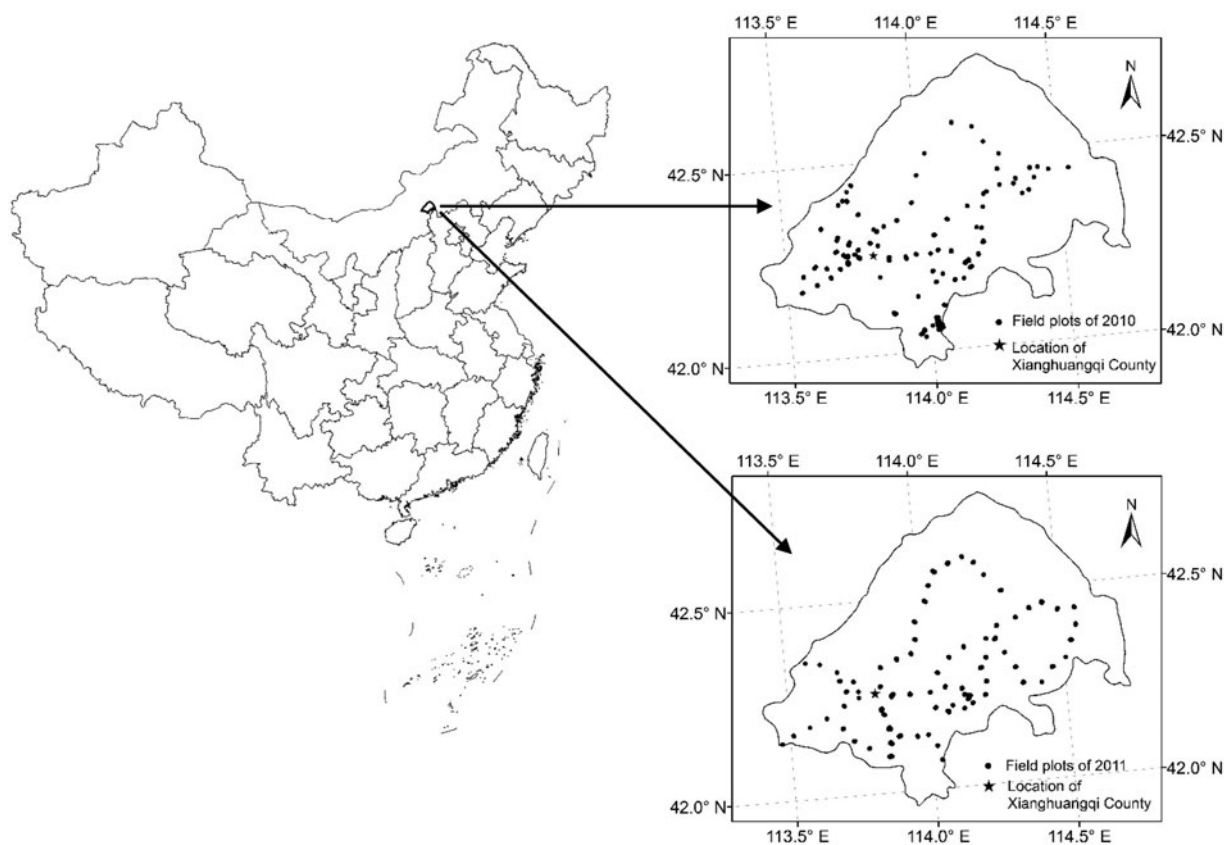 113.5° E 114.0° E 114.5° E
N
42.5° N
42.5° N
42.0° N
42.0° N
Field plots of 2010
Location of
Xianghuangqi County
113.5° E 114.0° E 114.5° E
113.5° E 114.0° E 114.5° E
N
42.5° N
42.5° N
42.0° N
42.0° N
Field plots of 2011
Location of
Xianghuangqi County
113.5° E 114.0° E 114.5° E